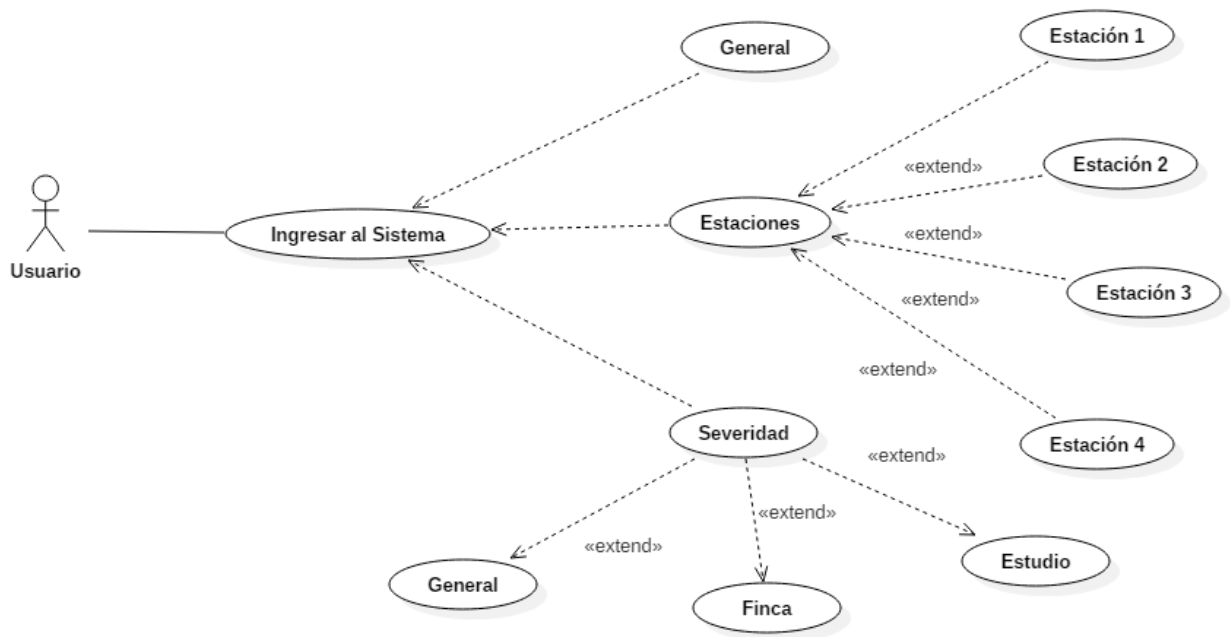 General
Estación 1
«extend»
Estación 2
Usuario
Ingresar al Sistema
Estaciones
«extend»
Estación 3
«extend»
«extend»
Severidad
Estación 4
«extend»
«extend»
«extend»
General
Finca
Estudio